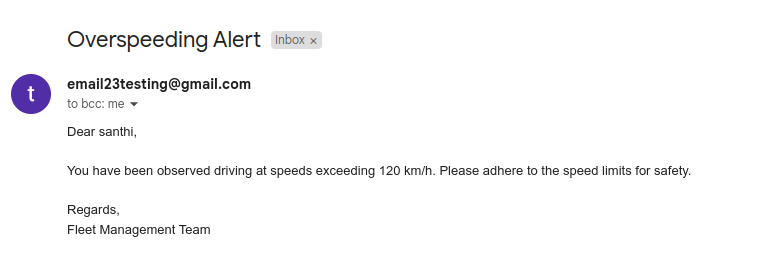 Overspeeding Alert Inbox ×
t
email23testing@gmail.com
to bcc: me
Dear santhi,
You have been observed driving at speeds exceeding 120 km/h. Please adhere to the speed limits for safety.
Regards,
Fleet Management Team